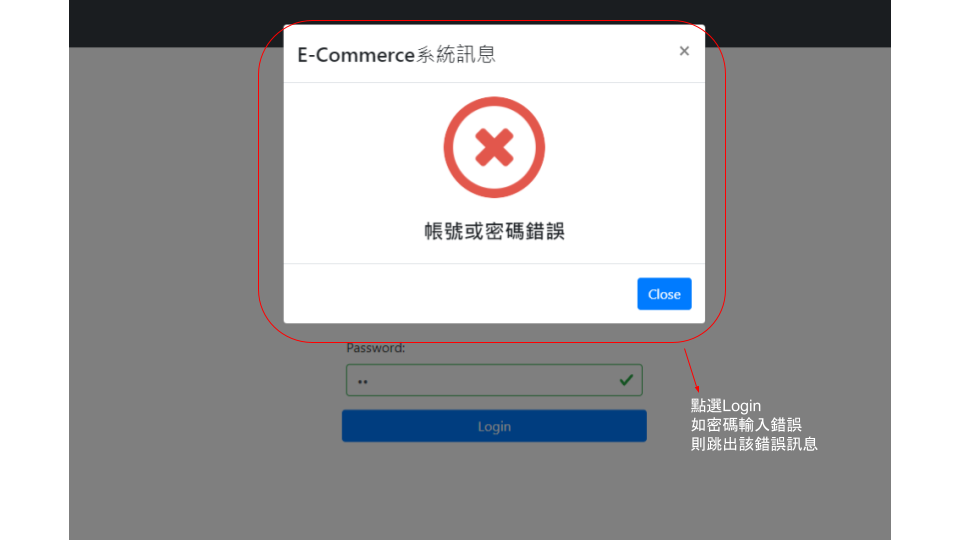 E-Commerce系統訊息
×
帳號或密碼錯誤
Close
Password:
••
Login
點選Login
如密碼輸入錯誤
則跳出該錯誤訊息